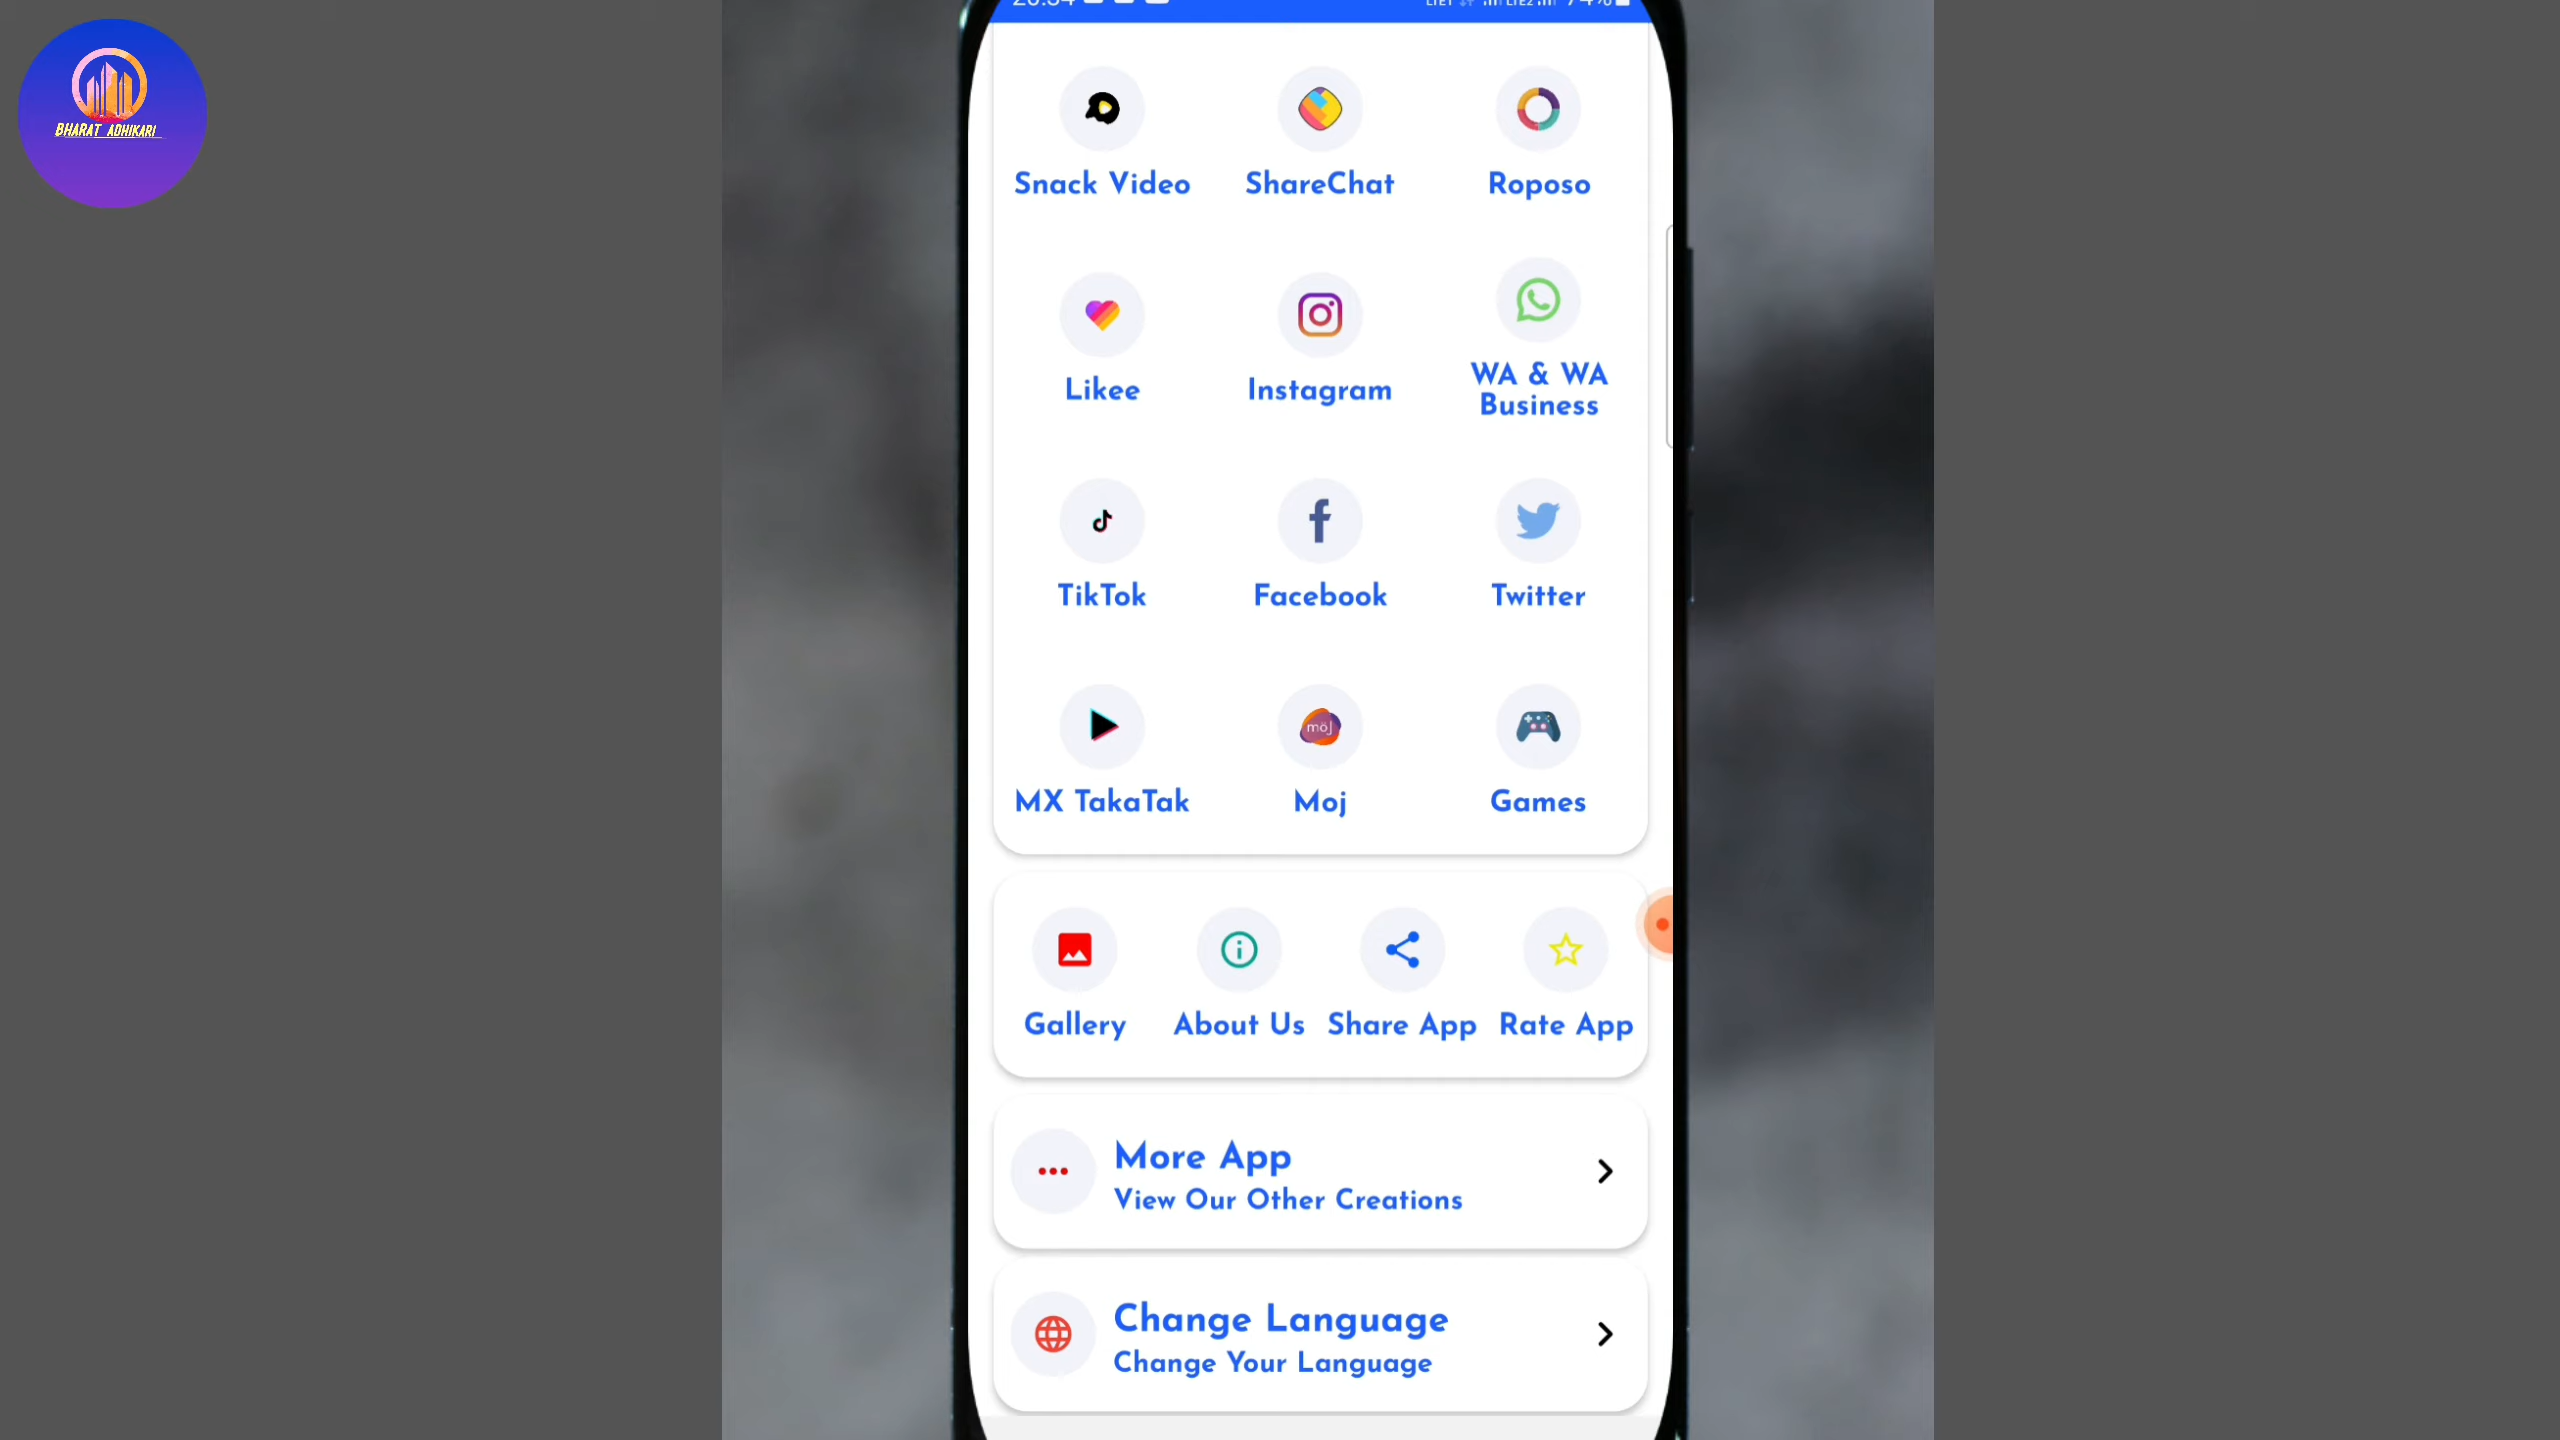 BHARAT ADHIKARI
Snack Video
ShareChat
Roposo
Likee
Instagram
WA & WA
Business
TikTok
Facebook
Twitter
MX TakaTak
moj
Moj
Games
Gallery
About Us
Share App
Rate App
More App
View Our Other Creations
Change Language
Change Your Language